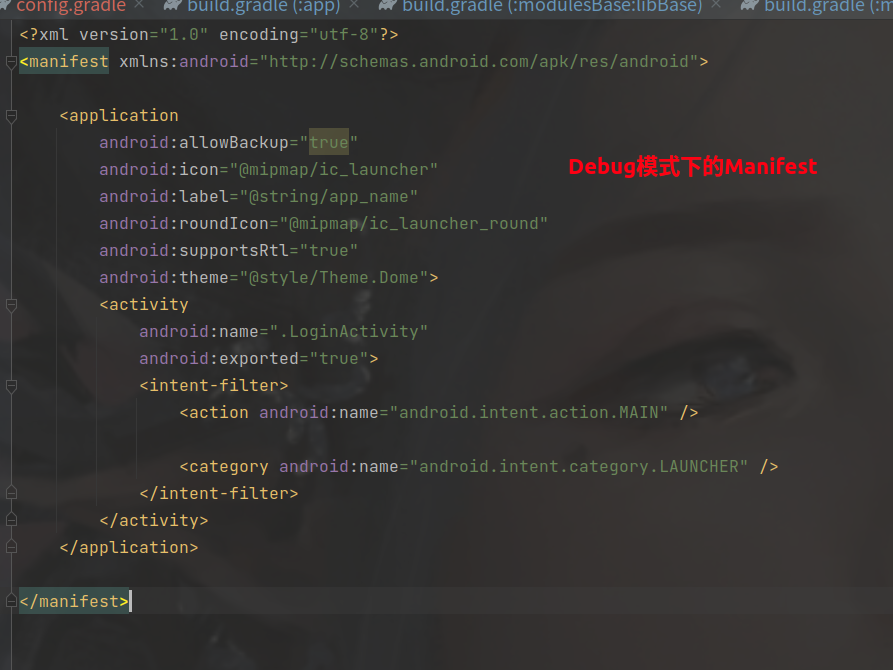 config.gradle × build.gradle (:app) × build.gradle (:modulesBase:libBase) × build.gradle (:m
<?xml version="1.0" encoding="utf-8"?>
<manifest xmlns:android="http://schemas.android.com/apk/res/android">
<application
android:allowBackup="true"
Debug模式下的Manifest
android:icon="@mipmap/ic_launcher"
android:label="@string/app_name"
android:roundIcon="@mipmap/ic_launcher_round"
android:supportsRtl="true"
android:theme="@style/Theme.Dome">
<activity
android:name=".LoginActivity"
android:exported="true">
<intent-filter>
<action android:name="android.intent.action.MAIN" />
<category android:name="android.intent.category.LAUNCHER" />
</intent-filter>
</activity>
</application>
</manifest>